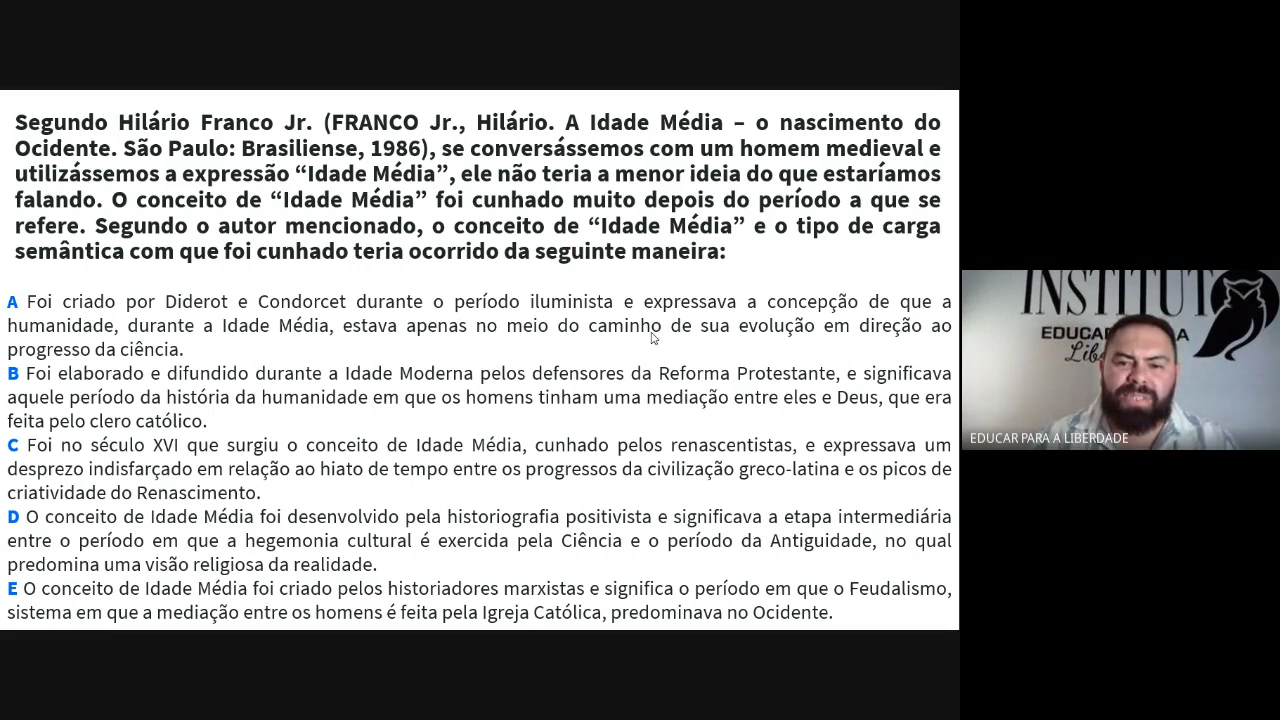 Segundo Hilário Franco Jr. (FRANCO Jr., Hilário. A Idade Média – o nascimento do
Ocidente. São Paulo: Brasiliense, 1986), se conversássemos com um homem medieval e
utilizássemos a expressão “Idade Média”, ele não teria a menor ideia do que estaríamos
falando. O conceito de “Idade Média” foi cunhado muito depois do período a que se
refere. Segundo o autor mencionado, o conceito de “Idade Média” e o tipo de carga
semântica com que foi cunhado teria ocorrido da seguinte maneira:
A Foi criado por Diderot e Condorcet durante o período iluminista e expressava a concepção de que a
humanidade, durante a Idade Média, estava apenas no meio do caminho de sua evolução em direção ao
progresso da ciência.
B Foi elaborado e difundido durante a Idade Moderna pelos defensores da Reforma Protestante, e significava
aquele período da história da humanidade em que os homens tinham uma mediação entre eles e Deus, que era
feita pelo clero católico.
C Foi no século XVI que surgiu o conceito de Idade Média, cunhado pelos renascentistas, e expressava um
desprezo indisfarçado em relação ao hiato de tempo entre os progressos da civilização greco-latina e os picos de
criatividade do Renascimento.
D O conceito de Idade Média foi desenvolvido pela historiografia positivista e significava a etapa intermediária
entre o período em que a hegemonia cultural é exercida pela Ciência e o período da Antiguidade, no qual
predomina uma visão religiosa da realidade.
E O conceito de Idade Média foi criado pelos historiadores marxistas e significa o período em que o Feudalismo,
sistema em que a mediação entre os homens é feita pela Igreja Católica, predominava no Ocidente.
INSTITUT
EDUCA A
Lib
EDUCAR PARA A LIBERDADE